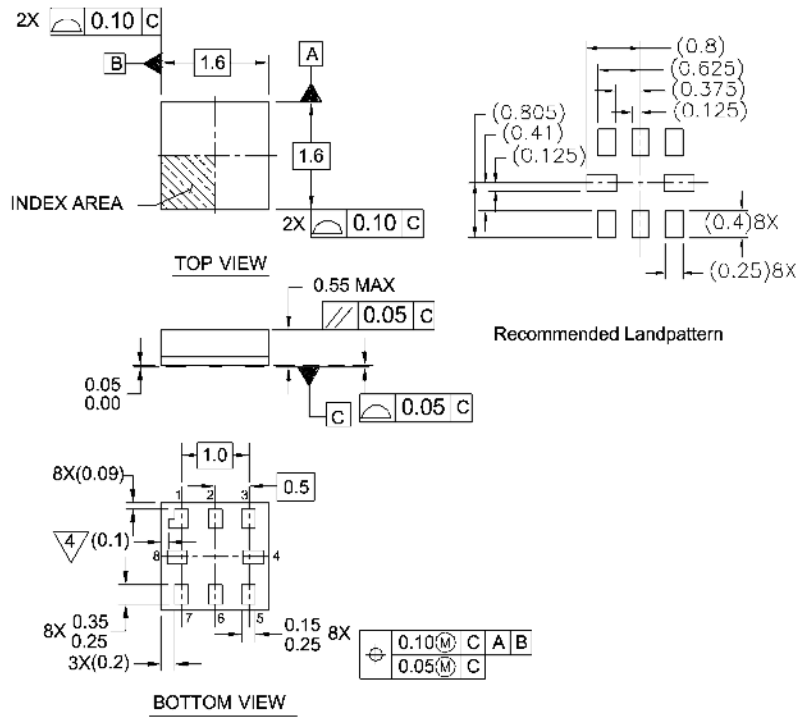 2X 0.10 C
B 1.6 A
1.6
INDEX AREA
2X 0.10 C
TOP VIEW
(0.8)
(0.625)
(0.375)
(0.125)
(0.805)
(0.41)
(0.125)
(0.4)8X
(0.25)8X
Recommended Landpattern
0.55 MAX
// 0.05 C
0.05
0.00
C
0.05 C
1.0
8X(0.09)
1 2 3
0.5
4 (0.1)
8 4
8X 0.35
0.25
7 6 5
0.15
0.25 8X
3X(0.2)
0.10Ⓜ C A B
0.05Ⓜ C
BOTTOM VIEW